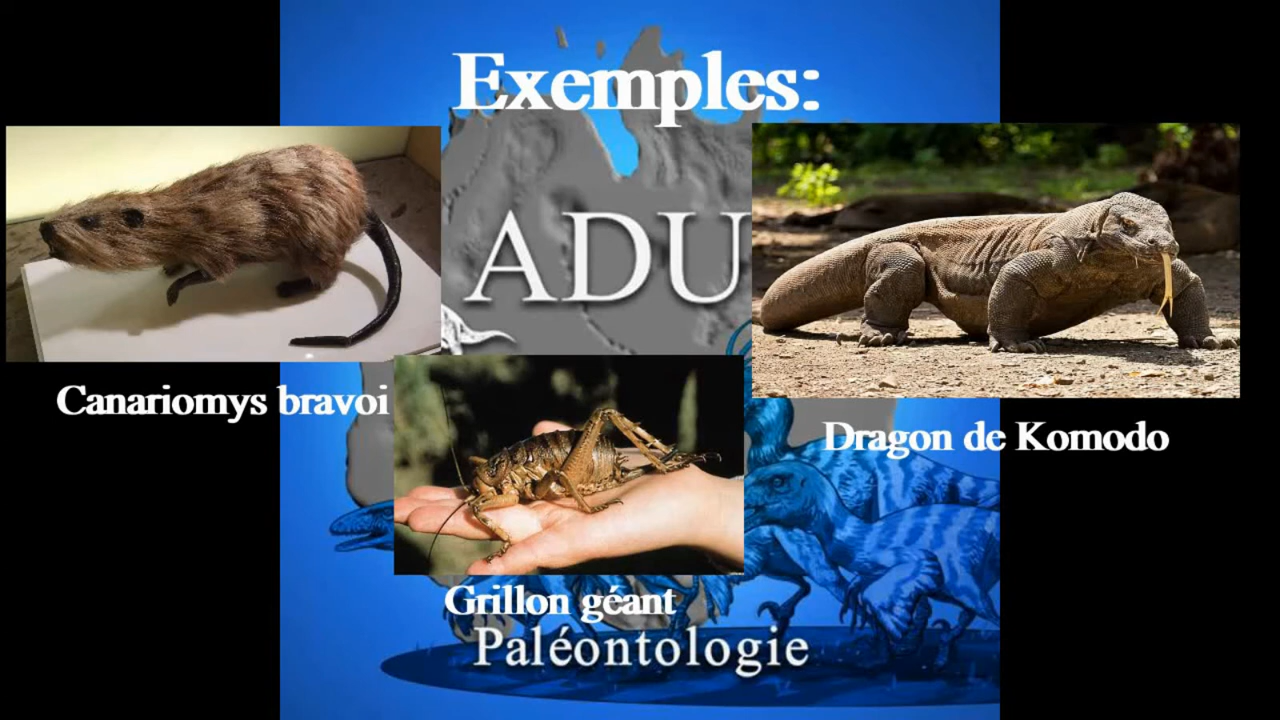 Exemples:
ADU
Canariomys bravoi
Dragon de Komodo
Grillon géant
Paléontologie